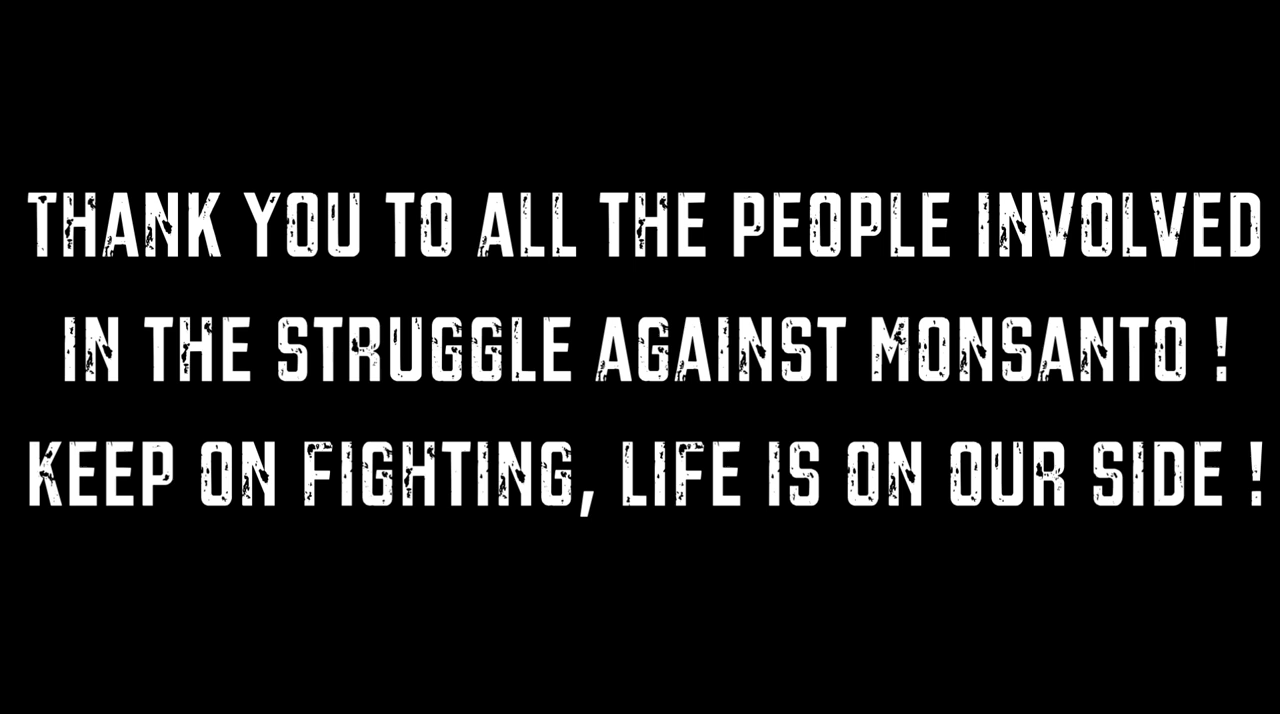 THANK YOU TO ALL THE PEOPLE INVOLVED
IN THE STRUGGLE AGAINST MONSANTO !
KEEP ON FIGHTING, LIFE IS ON OUR SIDE !